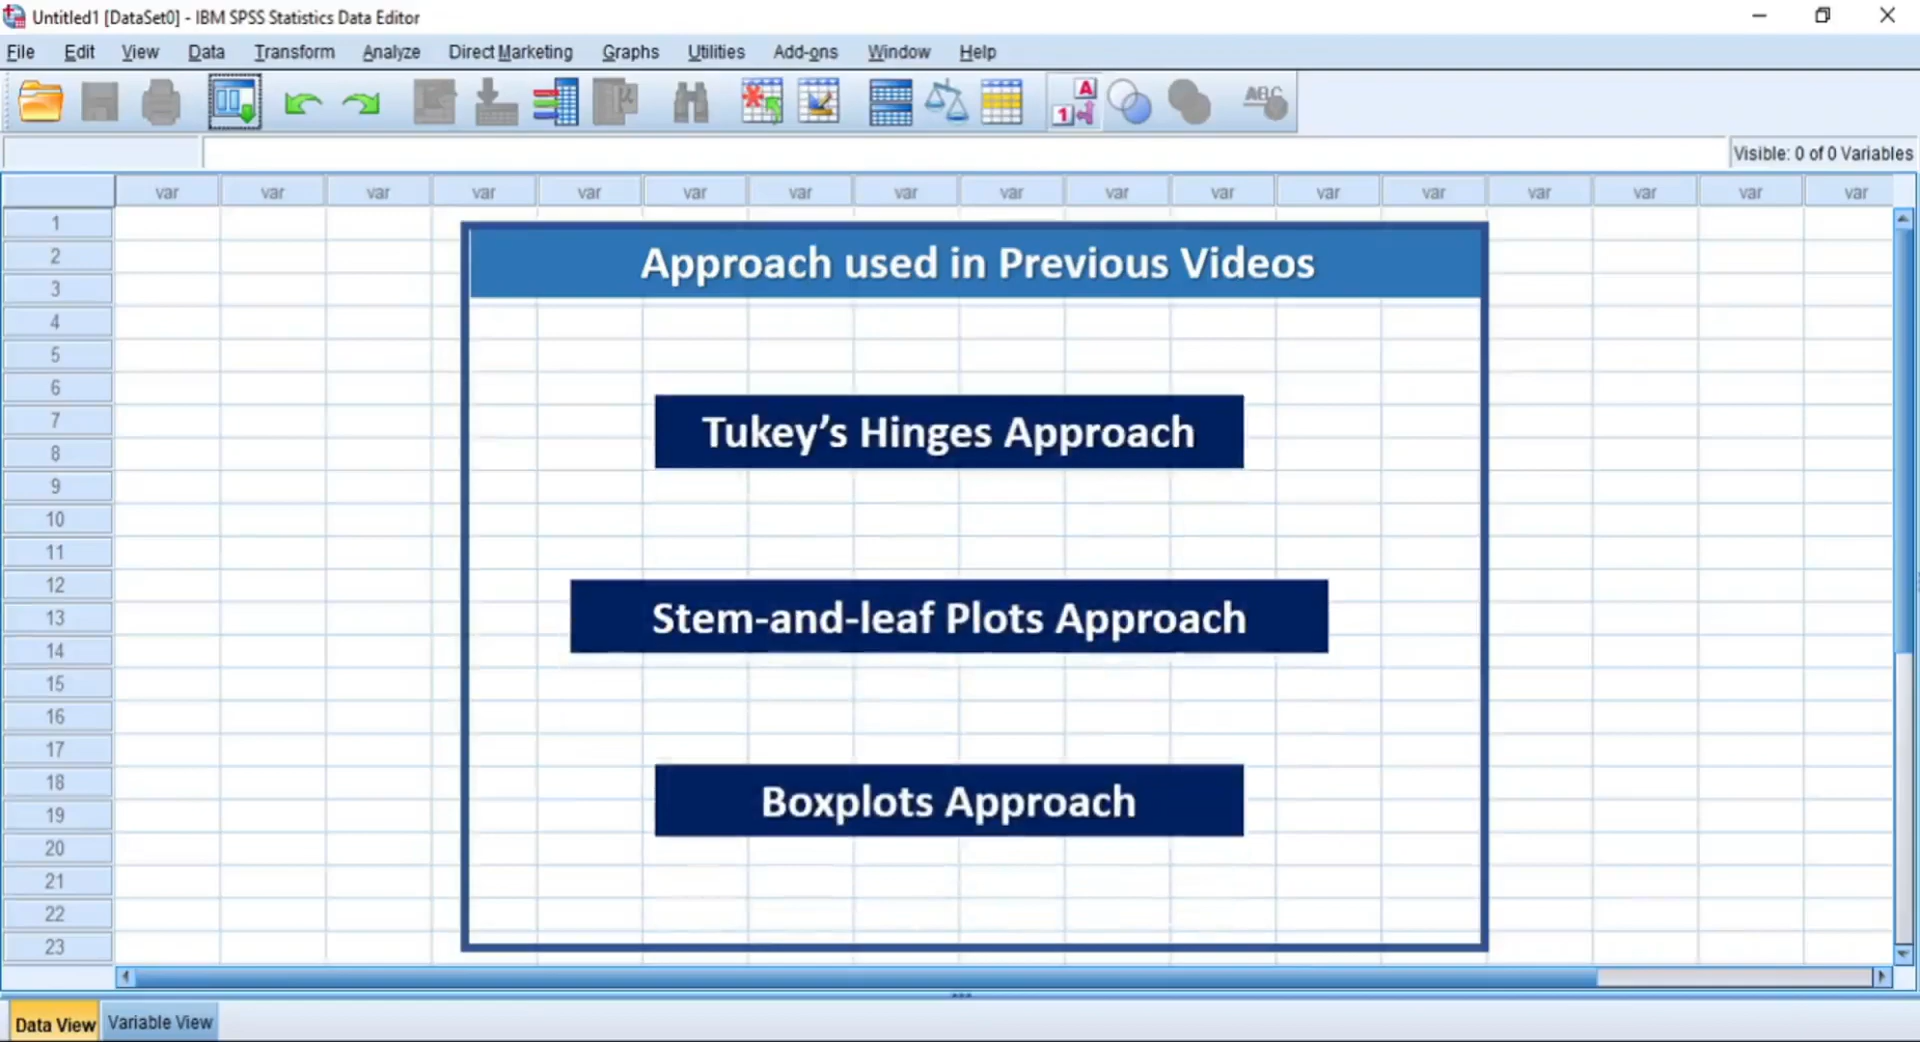 Untitled1 [DataSet0] - IBM SPSS Statistics Data Editor
File Edit View Data Transform Analyze Direct Marketing Graphs Utilities Add-ons Window Help
A
1
ABC
Visible: 0 of 0 Variables
var var var var var var var var var var var var var var var var var
1
2
Approach used in Previous Videos
3
4
5
6
7
Tukey’s Hinges Approach
8
9
10
11
12
13
Stem-and-leaf Plots Approach
14
15
16
17
18
Boxplots Approach
19
20
21
22
23
Data View Variable View